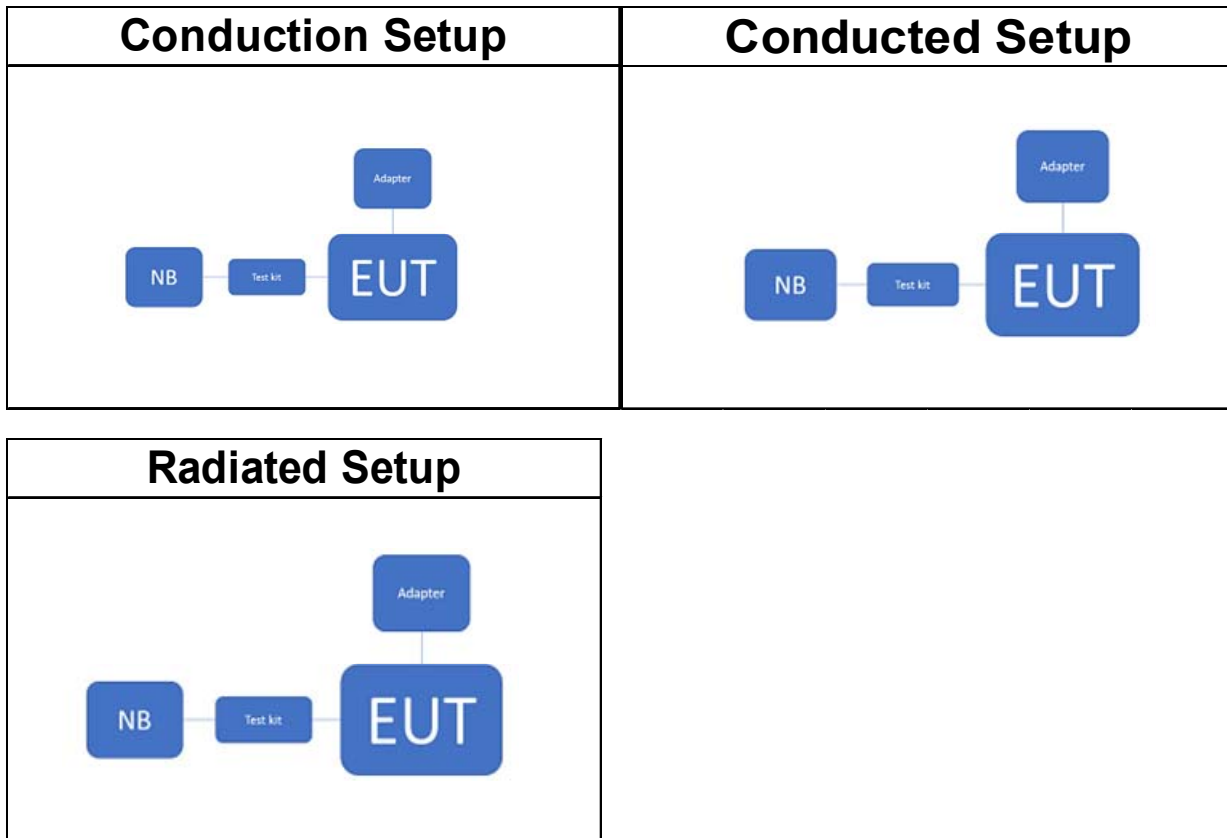 Conduction Setup
Conducted Setup
Adapter
NB
Test kit
EUT
Adapter
NB
Test kit
EUT
Radiated Setup
Adapter
NB
Test kit
EUT